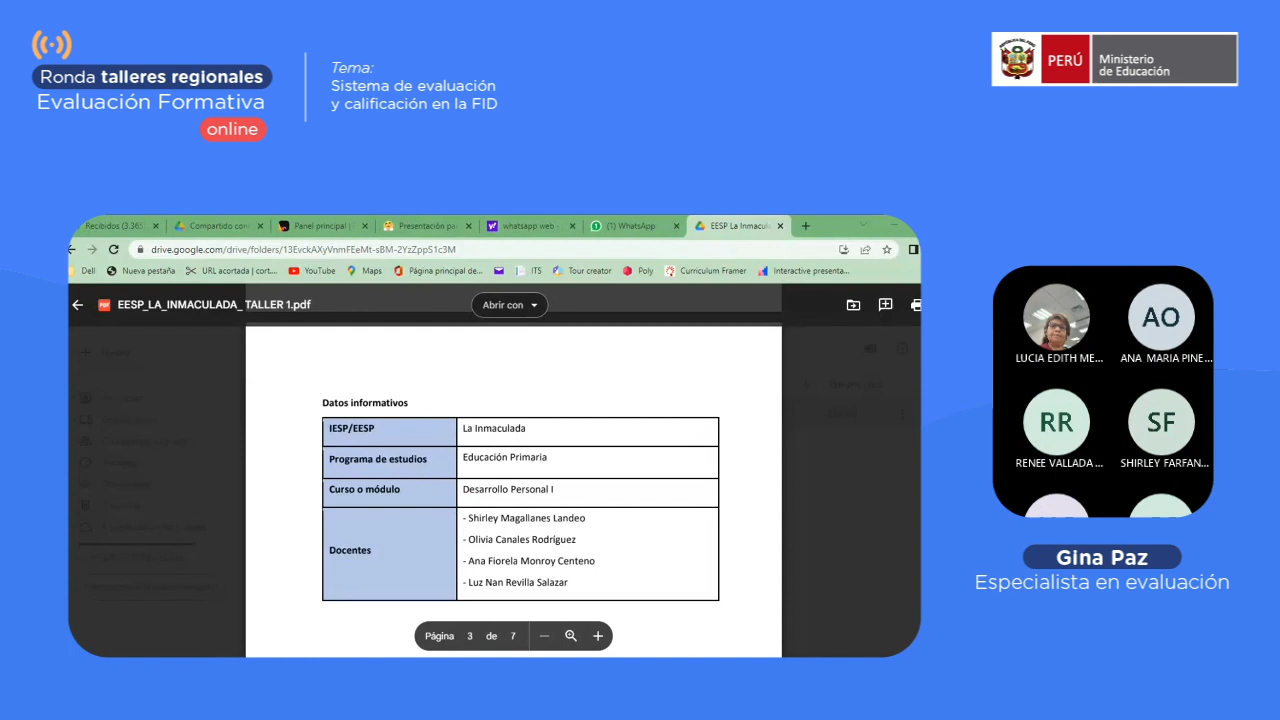 Ronda talleres regionales
Evaluación Formativa
online
Tema:
Sistema de evaluación
y calificación en la FID
PERÚ
Ministerio
de Educación
Recibidos (3.365
Compartido con
Panel principal |
Presentación pa
whatsapp web -
(1) WhatsApp
EESP La Inmacula
drive.google.com/drive/folders/13EvckAXyVnmFEeMt-sBM-2YzZppS1c3M
Dell
Nueva pestaña
URL acortada | cort...
YouTube
Maps
Página principal de...
ITS
Tour creator
Poly
Curriculum Framer
Interactive presenta...
EESP_LA_INMACULADA_ TALLER 1.pdf
Abrir con
Datos informativos
IESP/EESP
La Inmaculada
Programa de estudios
Educación Primaria
Curso o módulo
Desarrollo Personal I
Docentes
- Shirley Magallanes Landeo
- Olivia Canales Rodríguez
- Ana Fiorela Monroy Centeno
- Luz Nan Revilla Salazar
Página 3 de 7
LUCIA EDITH ME...
AO
ANA MARIA PINE...
RR
RENEE VALLADA ...
SF
SHIRLEY FARFAN...
Gina Paz
Especialista en evaluación